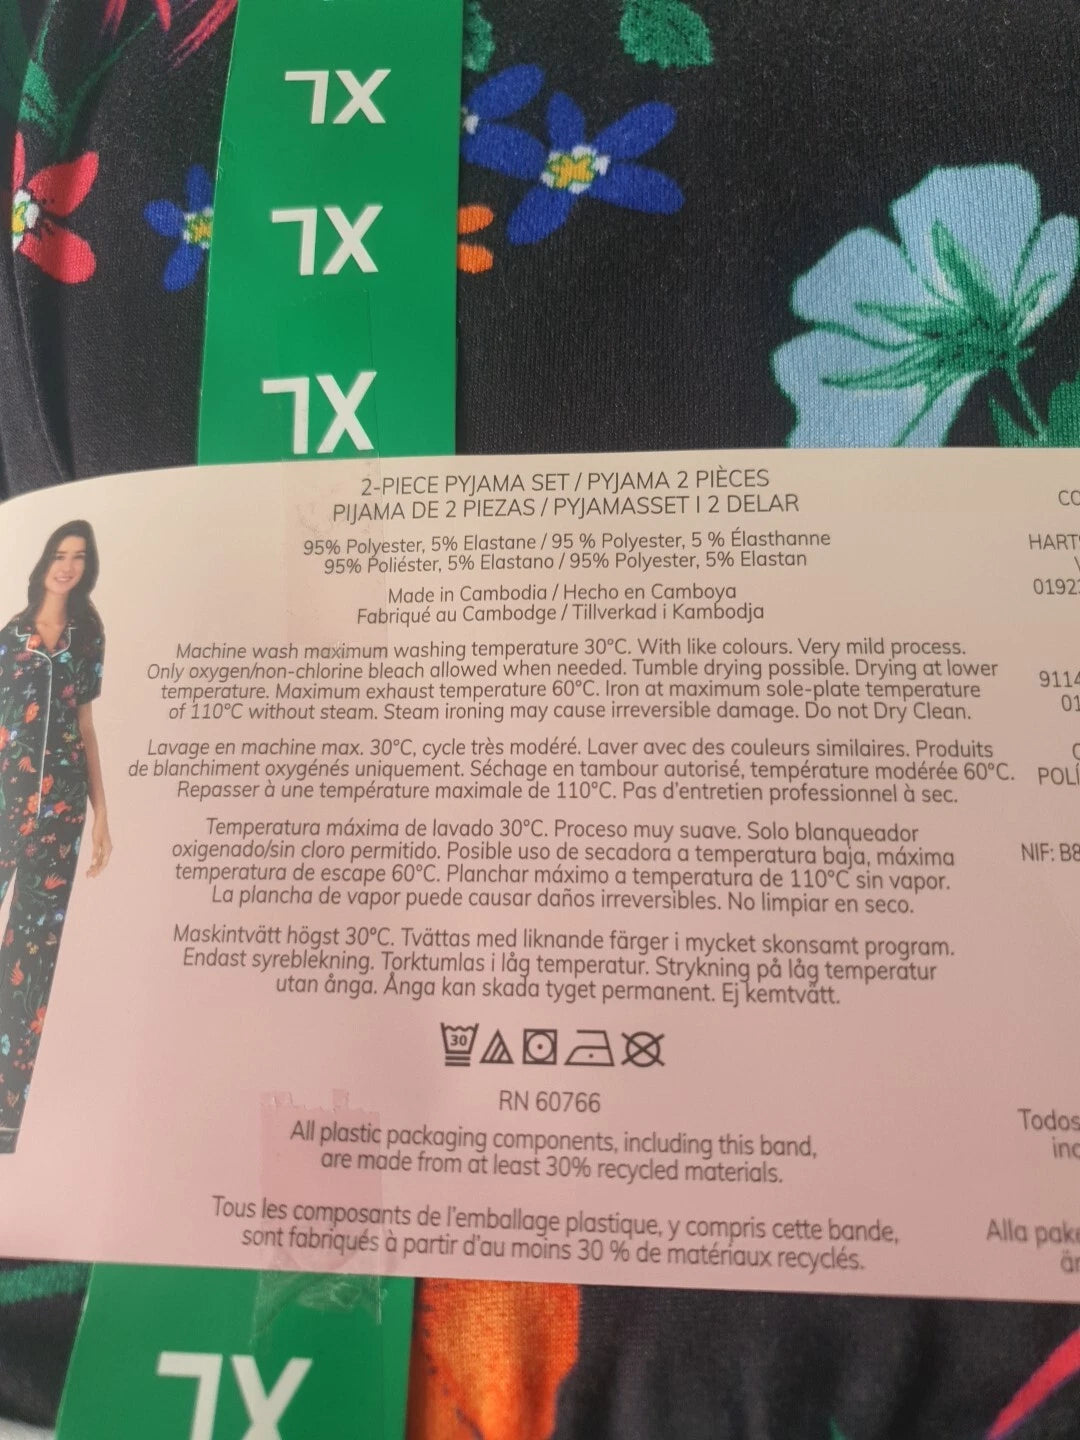 XL
XL
XL
2-PIECE PYJAMA SET / PYJAMA 2 PIÈCES
PIJAMA DE 2 PIEZAS / PYJAMASSET I 2 DELAR
95% Polyester, 5% Elastane / 95 % Polyester, 5 % Élasthanne
95% Poliéster, 5% Elastano / 95% Polyester, 5% Elastan
Made in Cambodia / Hecho en Camboya
Fabriqué au Cambodge / Tillverkad i Kambodja
Machine wash maximum washing temperature 30°C. With like colours. Very mild process.
Only oxygen/non-chlorine bleach allowed when needed. Tumble drying possible. Drying at lower
temperature. Maximum exhaust temperature 60°C. Iron at maximum sole-plate temperature
of 110°C without steam. Steam ironing may cause irreversible damage. Do not Dry Clean.
Lavage en machine max. 30°C, cycle très modéré. Laver avec des couleurs similaires. Produits
de blanchiment oxygénés uniquement. Séchage en tambour autorisé, température modérée 60°C.
Repasser à une température maximale de 110°C. Pas d'entretien professionnel à sec.
Temperatura máxima de lavado 30°C. Proceso muy suave. Solo blanqueador
oxigenado/sin cloro permitido. Posible uso de secadora a temperatura baja, máxima
temperatura de escape 60°C. Planchar máximo a temperatura de 110°C sin vapor.
La plancha de vapor puede causar daños irreversibles. No limpiar en seco.
Maskintvätt högst 30°C. Tvättas med liknande färger i mycket skonsamt program.
Endast syreblekning. Torktumlas i låg temperatur. Strykning på låg temperatur
utan ånga. Ånga kan skada tyget permanent. Ej kemtvätt.
30
RN 60766
All plastic packaging components, including this band,
are made from at least 30% recycled materials.
Tous les composants de l'emballage plastique, y compris cette bande,
sont fabriqués à partir d'au moins 30 % de matériaux recyclés.
CO
HART
0192
9114
01
POLÍ
NIF: B8
Todos
inc
Alla pak
är
XL